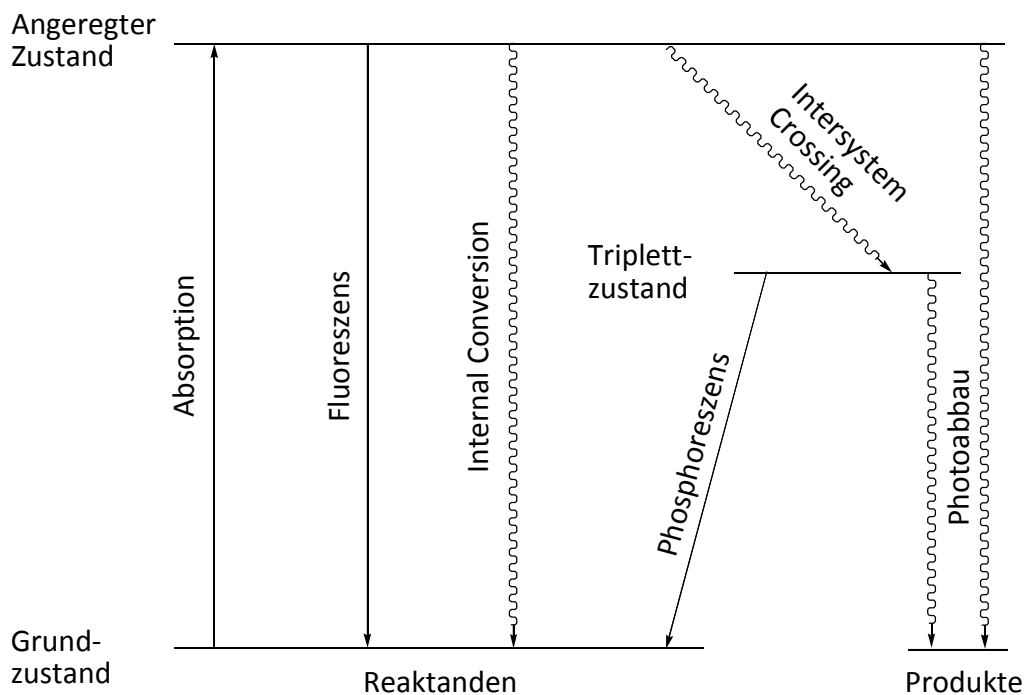 Angeregter
Zustand
Intersystem
Crossing
Absorption
Fluoreszens
Internal Conversion
Triplett-
zustand
Phosphoreszens
Photoabbau
Grund-
zustand
Reaktanden
Produkte